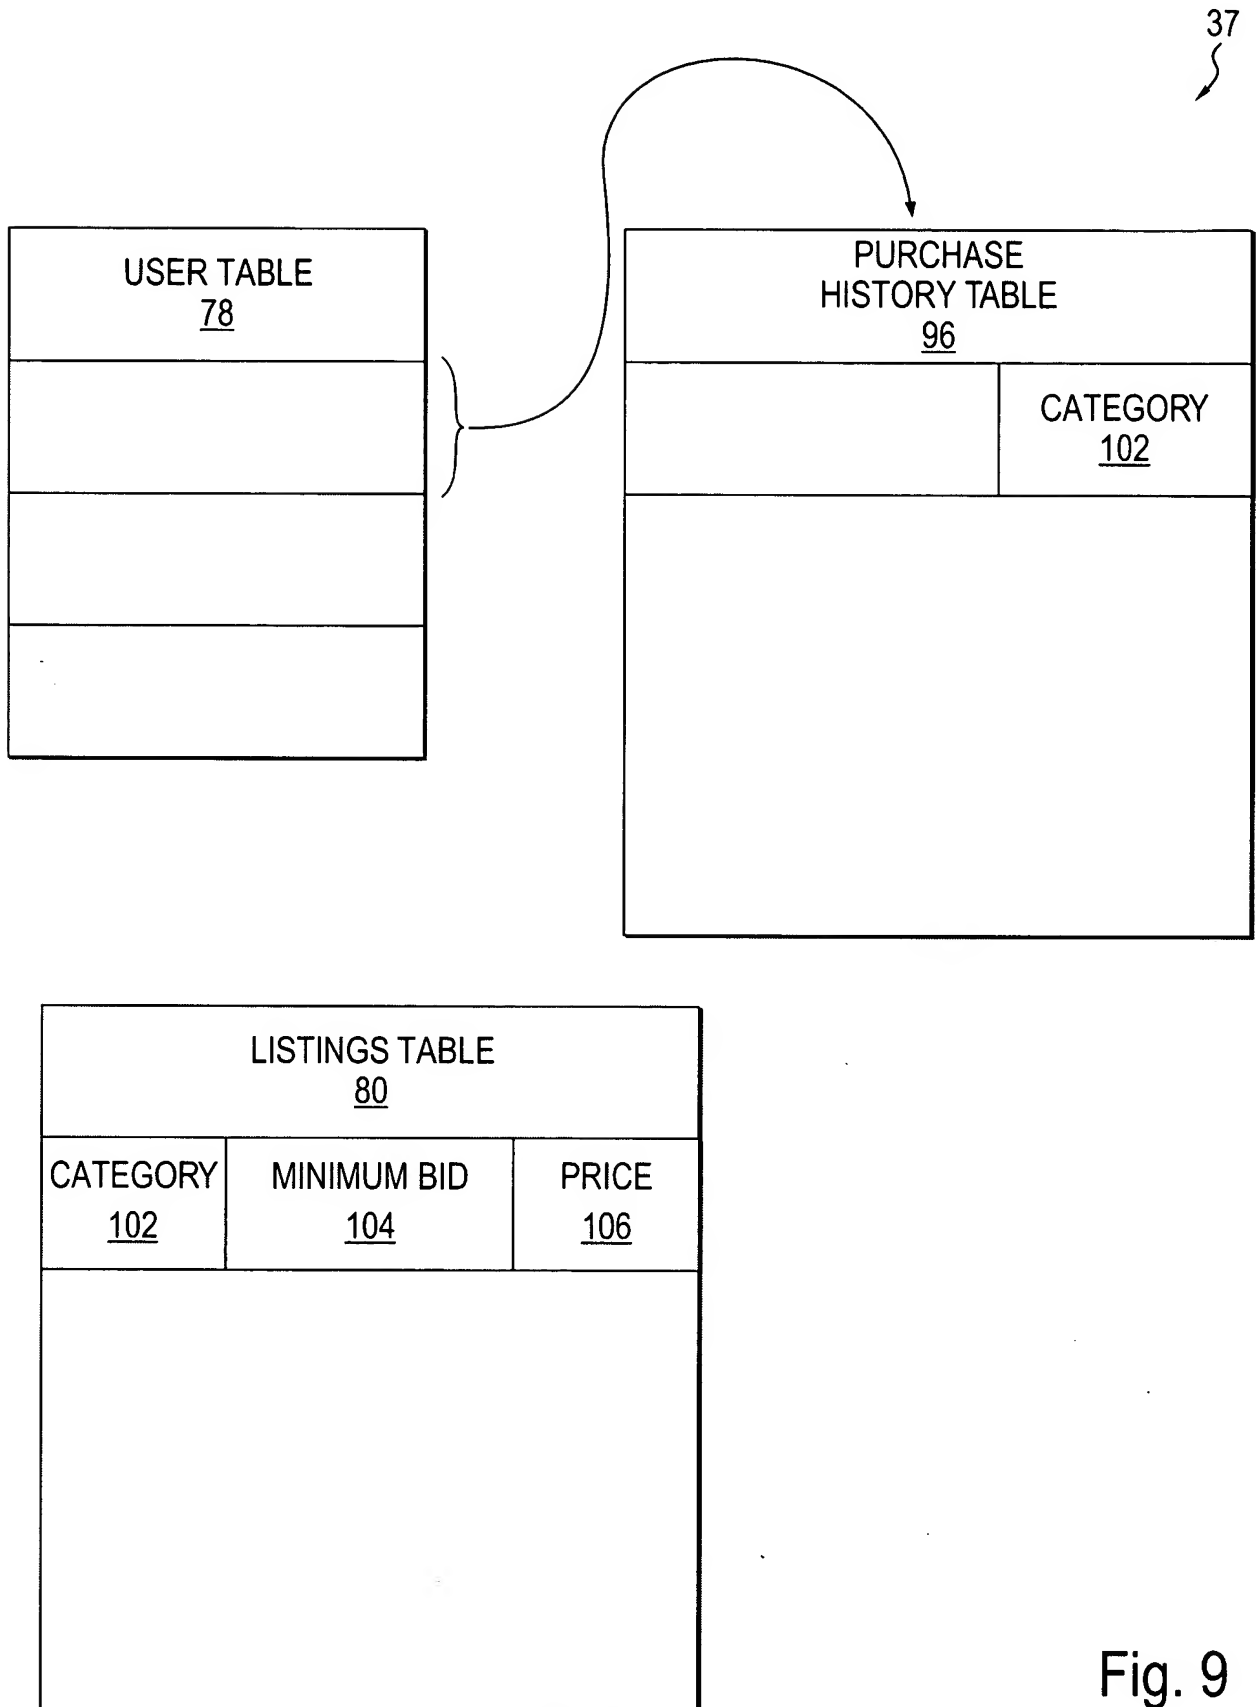 37
USER TABLE
78
PURCHASE
HISTORY TABLE
96
CATEGORY
102
LISTINGS TABLE
80
CATEGORY
102
MINIMUM BID
104
PRICE
106
Fig. 9